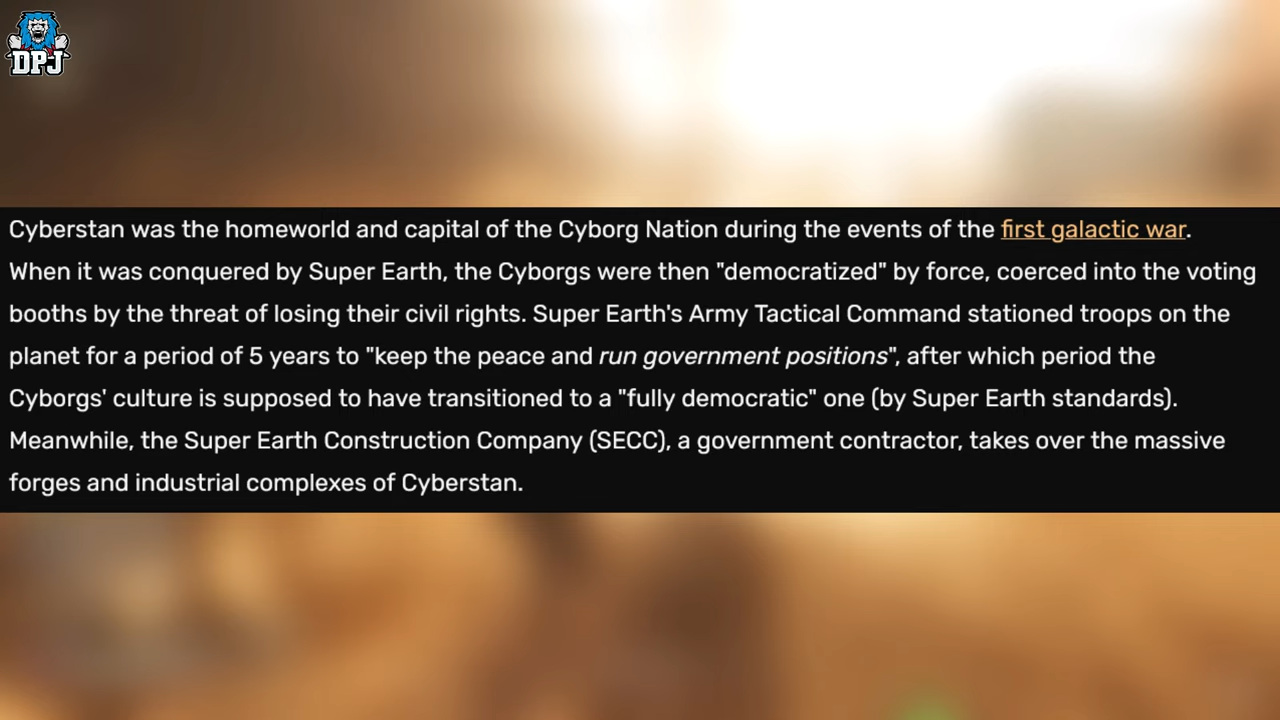 DPJ
Cyberstan was the homeworld and capital of the Cyborg Nation during the events of the first galactic war.
When it was conquered by Super Earth, the Cyborgs were then "democratized" by force, coerced into the voting
booths by the threat of losing their civil rights. Super Earth's Army Tactical Command stationed troops on the
planet for a period of 5 years to "keep the peace and run government positions", after which period the
Cyborgs' culture is supposed to have transitioned to a "fully democratic" one (by Super Earth standards).
Meanwhile, the Super Earth Construction Company (SECC), a government contractor, takes over the massive
forges and industrial complexes of Cyberstan.